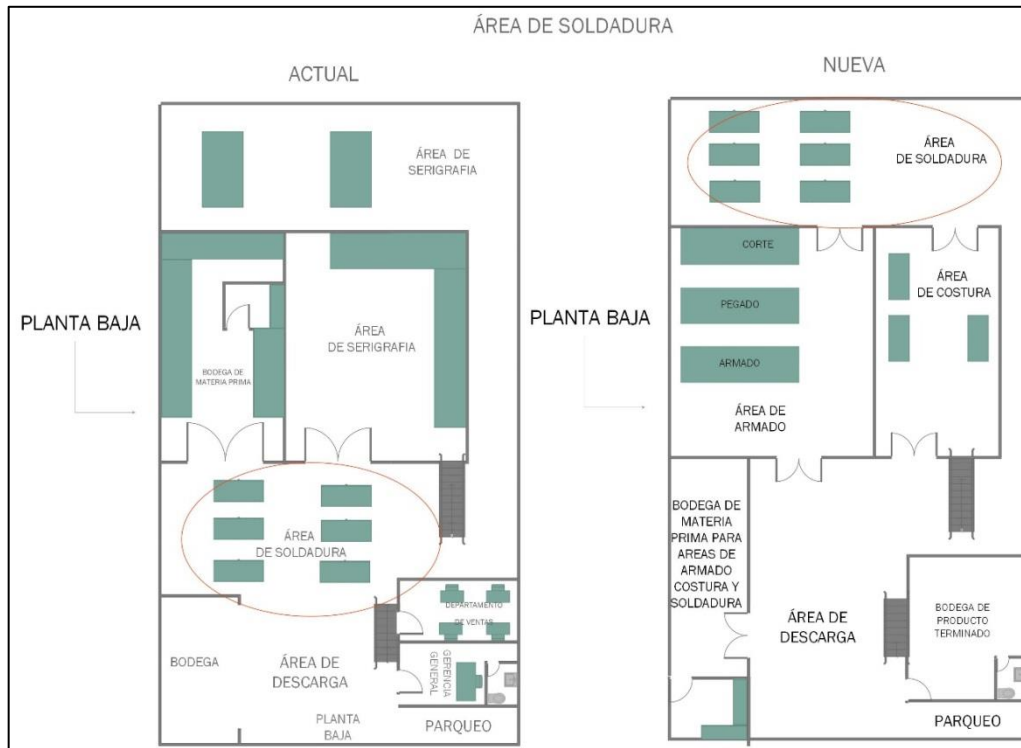 ÁREA DE SOLDADURA
ACTUAL
PLANTA BAJA
ÁREA DE
SERIGRAFIA
BODEGA DE
MATERIA PRIMA
ÁREA
DE SERIGRAFIA
ÁREA
DE SOLDADURA
BODEGA
ÁREA DE
DESCARGA
DEPARTAMENTO
DE VENTAS
GERENCIA
GENERAL
PLANTA
BAJA
PARQUEO
NUEVA
PLANTA BAJA
ÁREA
DE SOLDADURA
CORTE
PEGADO
ARMADO
ÁREA DE
ARMADO
ÁREA
DE COSTURA
BODEGA DE
MATERIA
PRIMA PARA
AREAS DE
ARMADO
COSTURA Y
SOLDADURA
ÁREA DE
DESCARGA
BODEGA DE
PRODUCTO
TERMINADO
PARQUEO